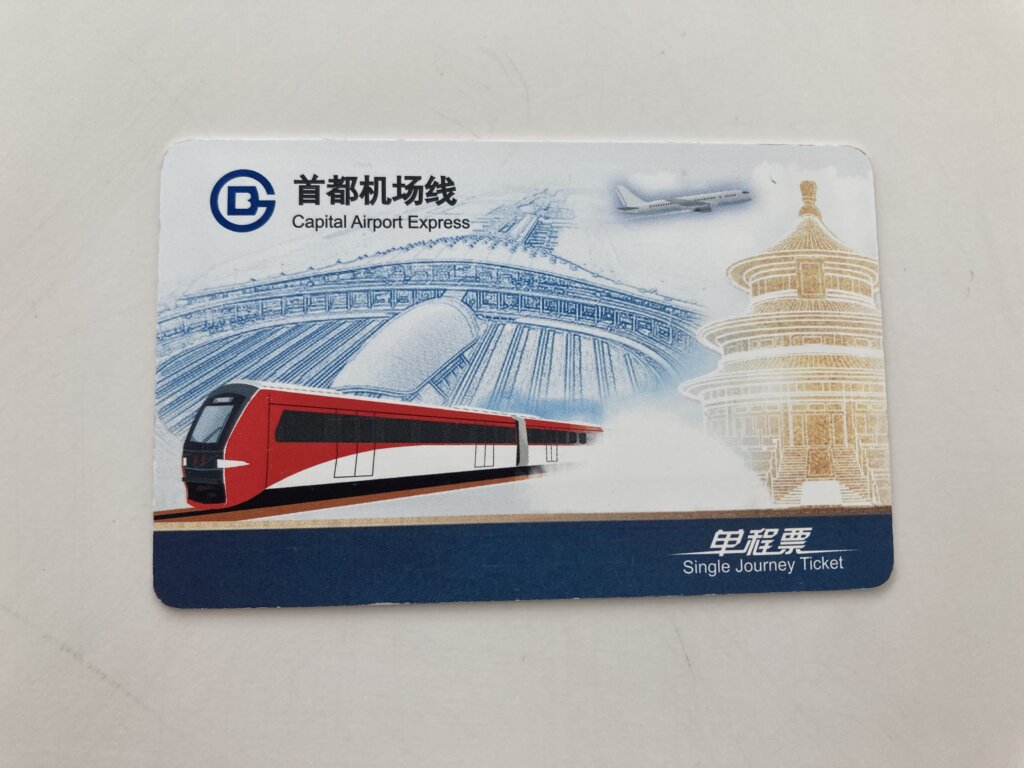 首都机场线
Capital Airport Express
单程票
Single Journey Ticket